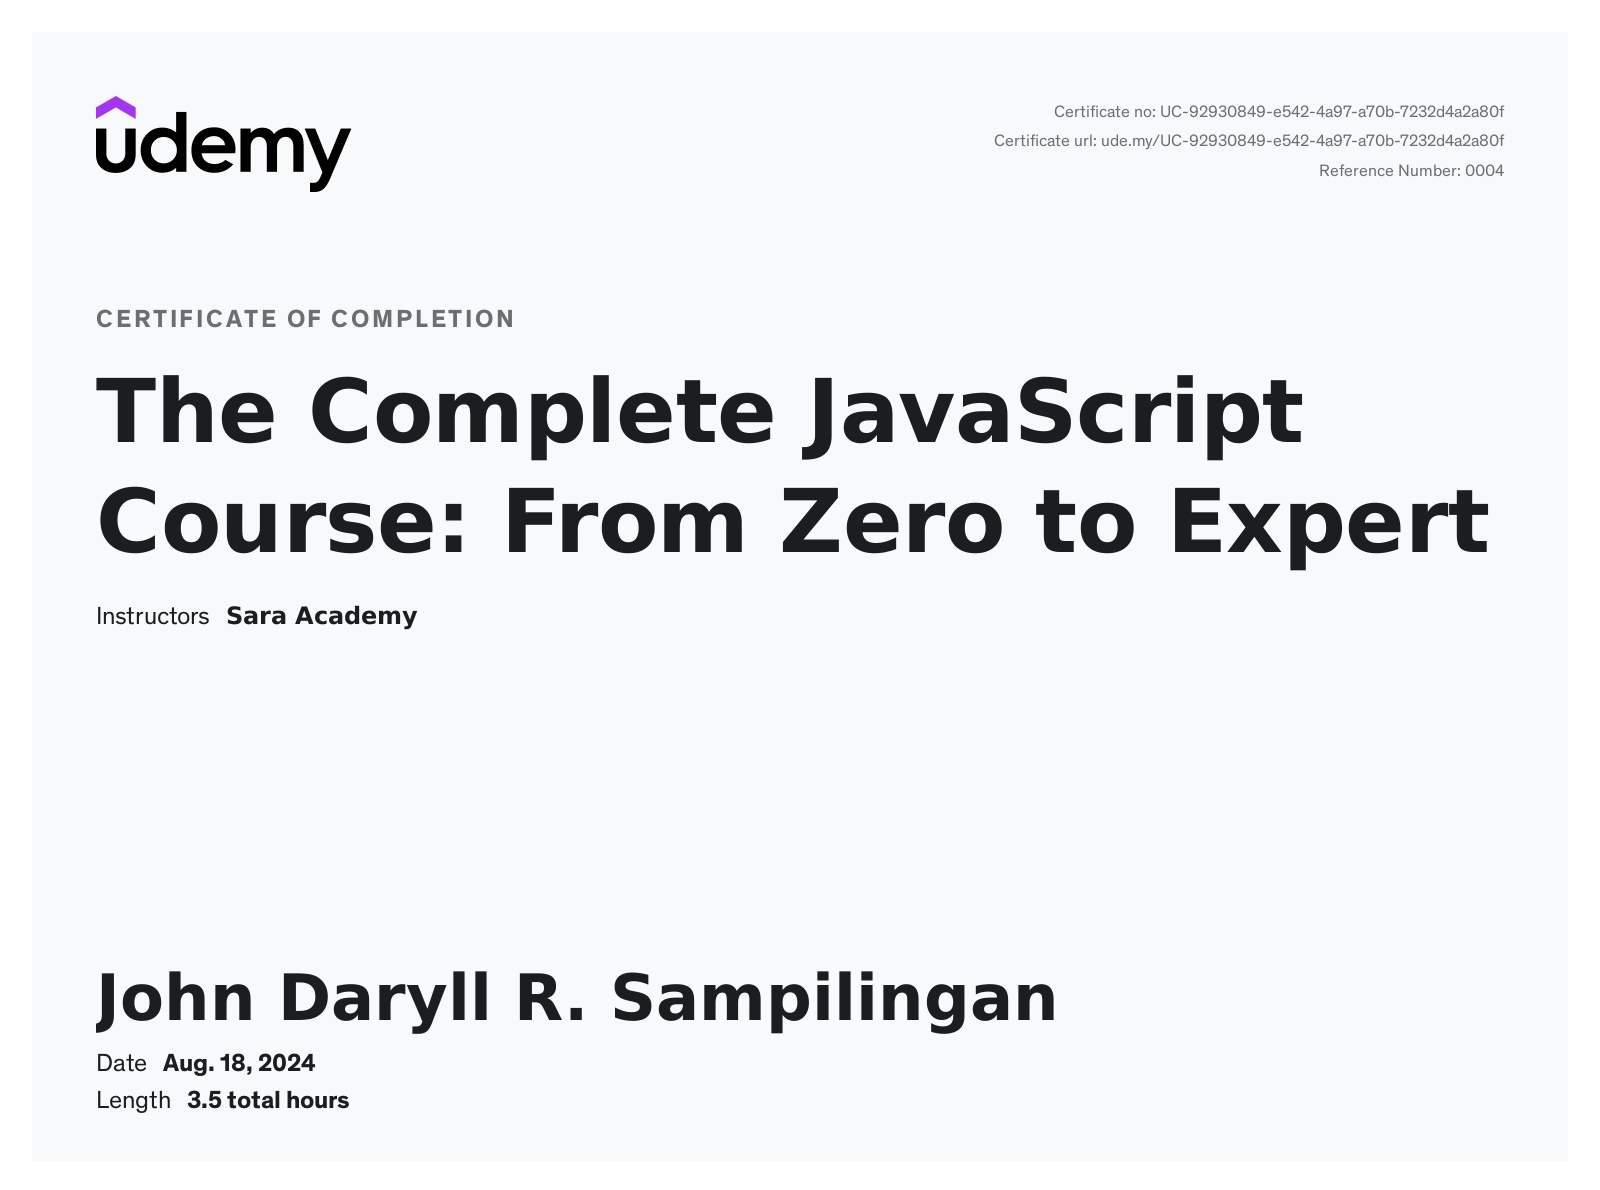 udemy
Certificate no: UC-92930849-e542-4a97-a70b-7232d4a2a80f
Certificate url: ude.my/UC-92930849-e542-4a97-a70b-7232d4a2a80f
Reference Number: 0004
CERTIFICATE OF COMPLETION
The Complete JavaScript
Course: From Zero to Expert
Instructors Sara Academy
John Daryll R. Sampilingan
Date Aug. 18, 2024
Length 3.5 total hours